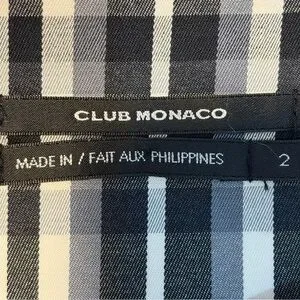 CLUB MONACO
MADE IN / FAIT AUX PHILIPPINES 2